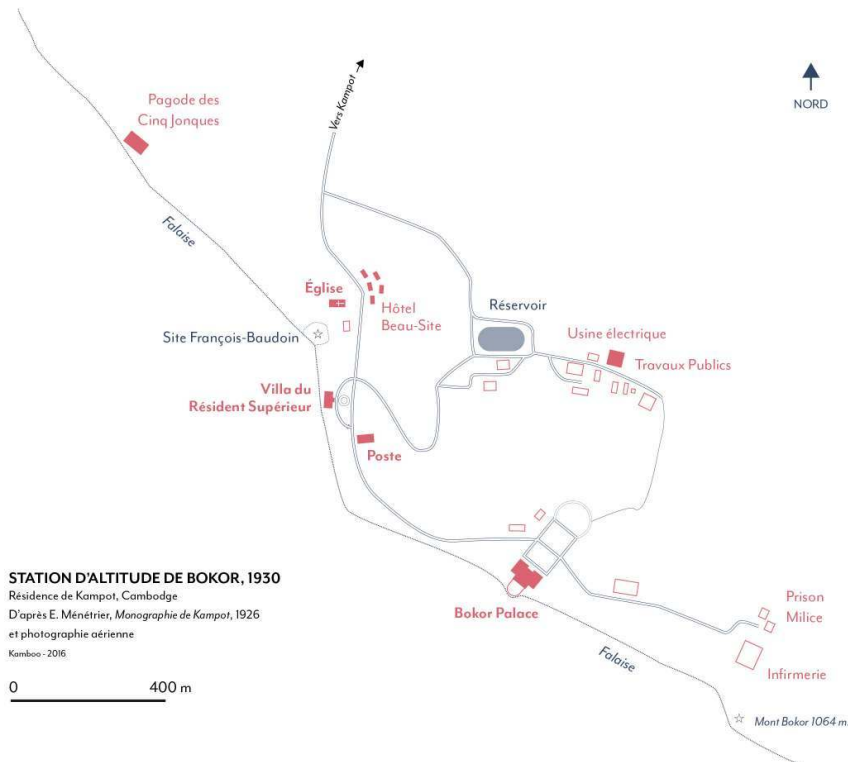 Pagode des
Cinq Jonques
Vers Kampot
NORD
Falaise
Église
Hôtel
Beau-Site
Réservoir
Site François-Baudoin
Usine électrique
Travaux Publics
Villa du
Résident Supérieur
Poste
STATION D'ALTITUDE DE BOKOR, 1930
Résidence de Kampot, Cambodge
D'après E. Ménétrier, Monographie de Kampot, 1926
et photographie aérienne
Kamboo - 2016
0 400 m
Bokor Palace
Prison
Milice
Falaise
Infirmerie
Mont Bokor 1064 m.